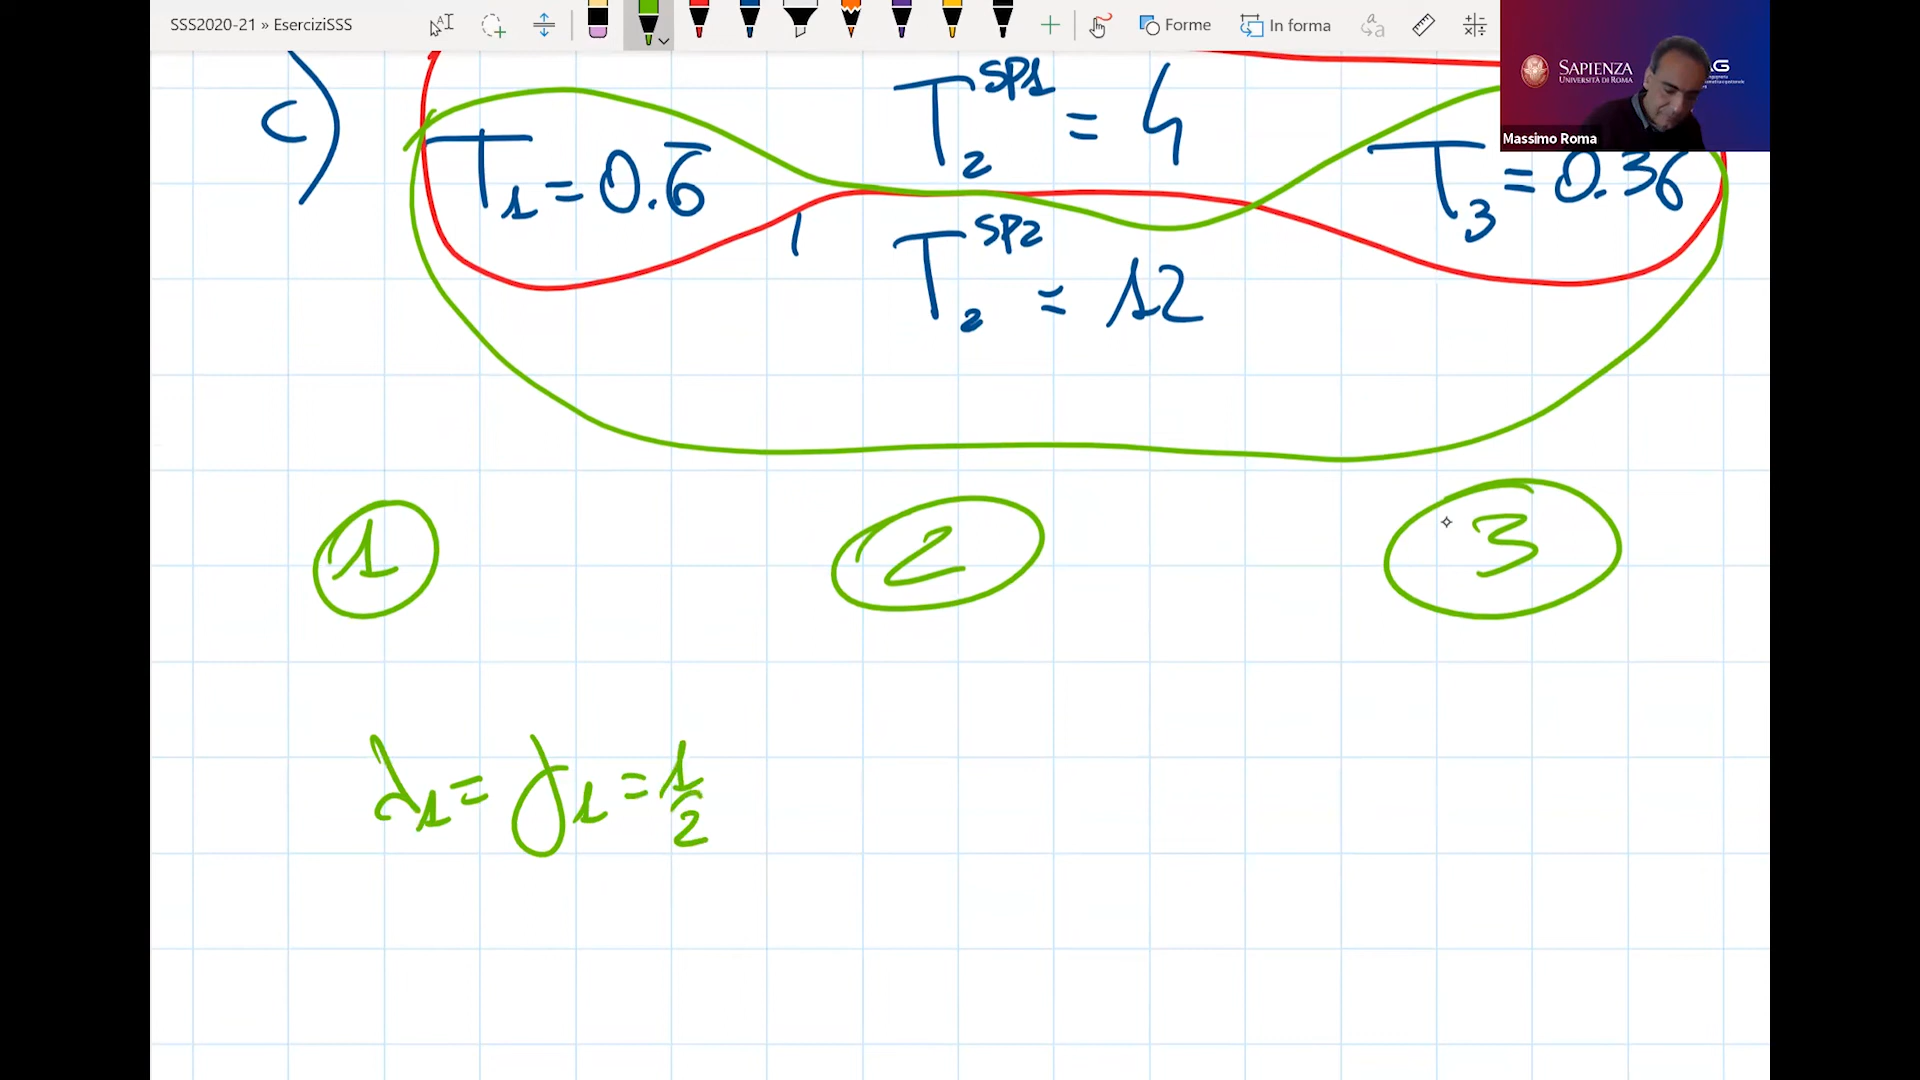 SSS2020-21 » EserciziSSS
Forme
In forma
SAPIENZA
UNIVERSITÀ DI ROMA
Massimo Roma
c)
T₁ = 0.6̅
T₂^SP1 = 4
T₃ = 0.36
T₂^SP2 = 12
1
2
3
λ₁ = γ₁ = 1/2